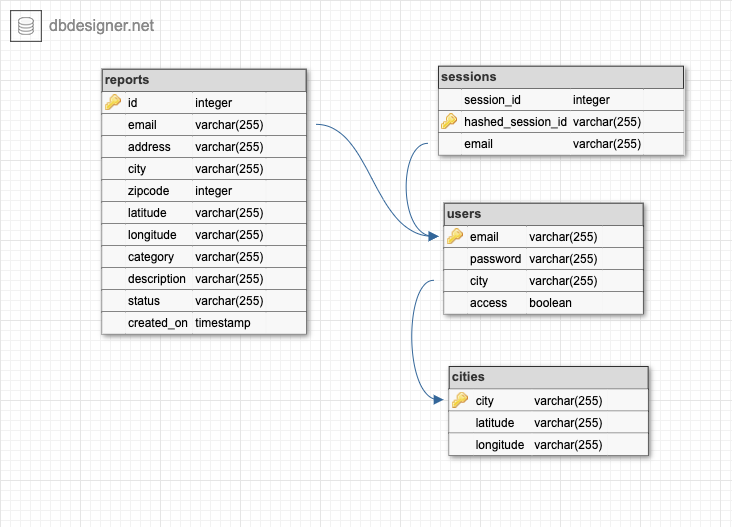 dbdesigner.net
reports
id integer
email varchar(255)
address varchar(255)
city varchar(255)
zipcode integer
latitude varchar(255)
longitude varchar(255)
category varchar(255)
description varchar(255)
status varchar(255)
created_on timestamp
sessions
session_id integer
hashed_session_id varchar(255)
email varchar(255)
users
email varchar(255)
password varchar(255)
city varchar(255)
access boolean
cities
city varchar(255)
latitude varchar(255)
longitude varchar(255)